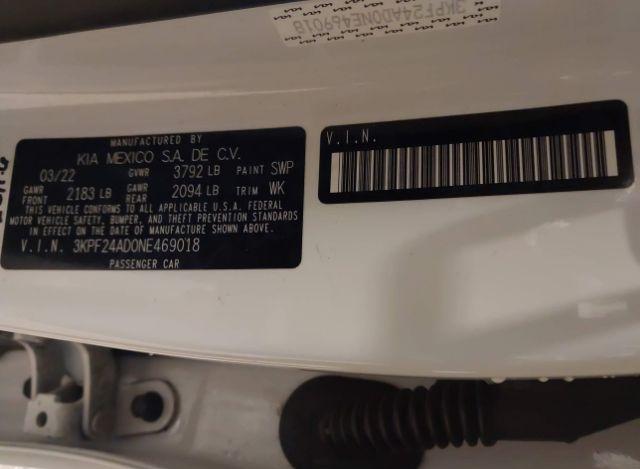 3KPF24AD0NE469018
MANUFACTURED BY
KIA MEXICO S.A. DE C.V.
03/22 GVWR 3792 LB PAINT SWP
GAWR FRONT 2183 LB GAWR REAR 2094 LB TRIM WK
THIS VEHICLE CONFORMS TO ALL APPLICABLE U.S.A. FEDERAL
MOTOR VEHICLE SAFETY, BUMPER, AND THEFT PREVENTION STANDARDS
IN EFFECT ON THE DATE OF MANUFACTURE SHOWN ABOVE.
V.I.N. 3KPF24AD0NE469018
PASSENGER CAR
V.I.N.